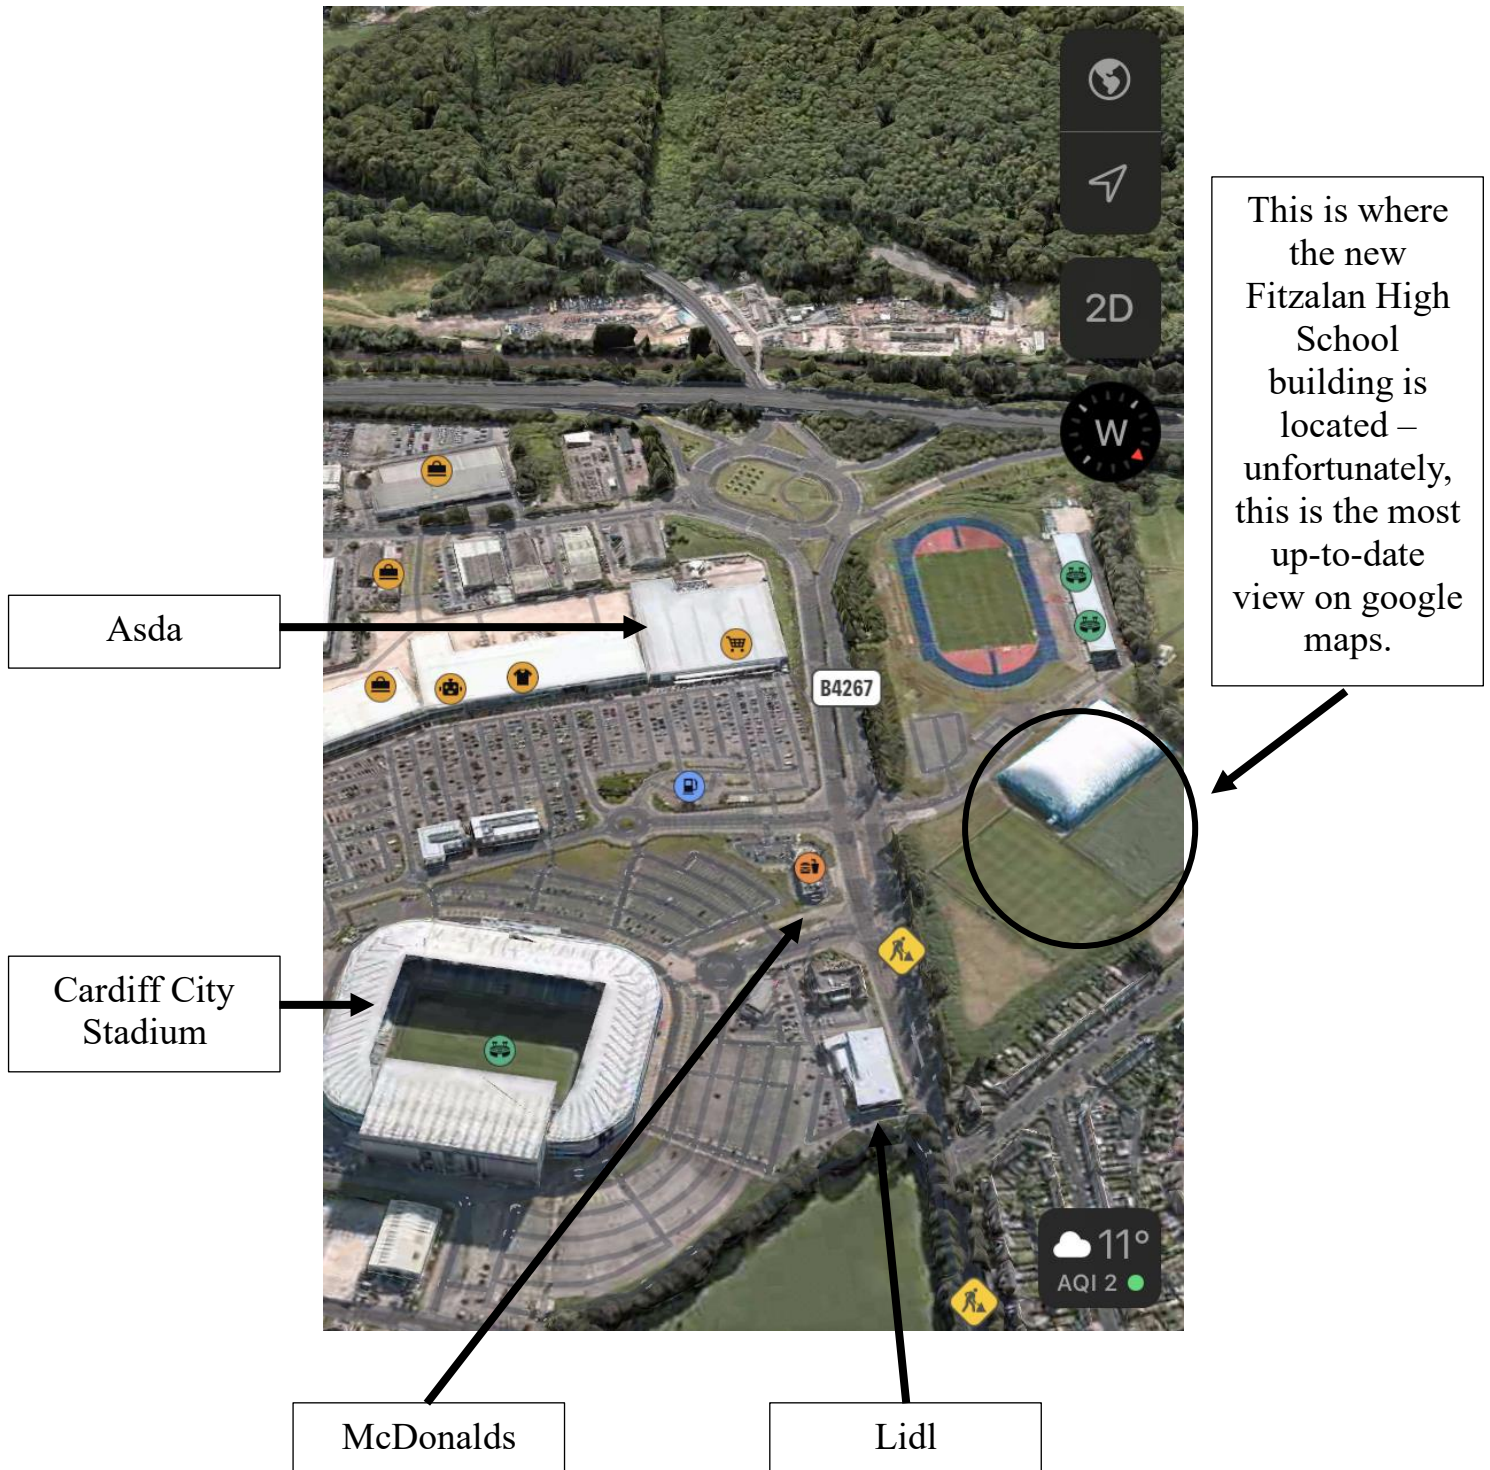 2D
W
This is where
the new
Fitzalan High
School
building is
located –
unfortunately,
this is the most
up-to-date
view on google
maps.
Asda
B4267
Cardiff City
Stadium
11°
AQI 2
McDonalds
Lidl